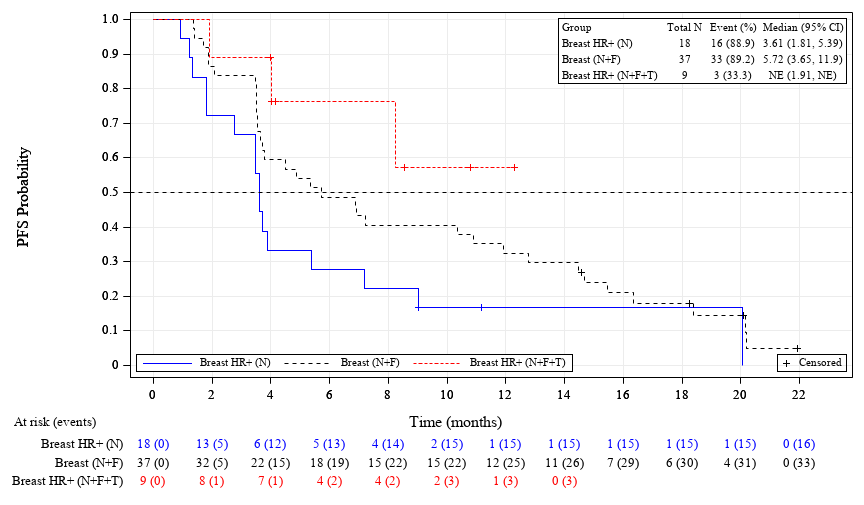 1.0
0.9
0.8
0.7
0.6
0.5
0.4
0.3
0.2
0.1
0
PFS Probability
Group Total N Event (%) Median (95% CI)
Breast HR+ (N) 18 16 (88.9) 3.61 (1.81, 5.39)
Breast (N+F) 37 33 (89.2) 5.72 (3.65, 11.9)
Breast HR+ (N+F+T) 9 3 (33.3) NE (1.91, NE)
Breast HR+ (N) Breast (N+F) Breast HR+ (N+F+T)
+ Censored
0 2 4 6 8 10 12 14 16 18 20 22
At risk (events) Time (months)
Breast HR+ (N) 18 (0) 13 (5) 6 (12) 5 (13) 4 (14) 2 (15) 1 (15) 1 (15) 1 (15) 1 (15) 1 (15) 0 (16)
Breast (N+F) 37 (0) 32 (5) 22 (15) 18 (19) 15 (22) 15 (22) 12 (25) 11 (26) 7 (29) 6 (30) 4 (31) 0 (33)
Breast HR+ (N+F+T) 9 (0) 8 (1) 7 (1) 4 (2) 4 (2) 2 (3) 1 (3) 0 (3)